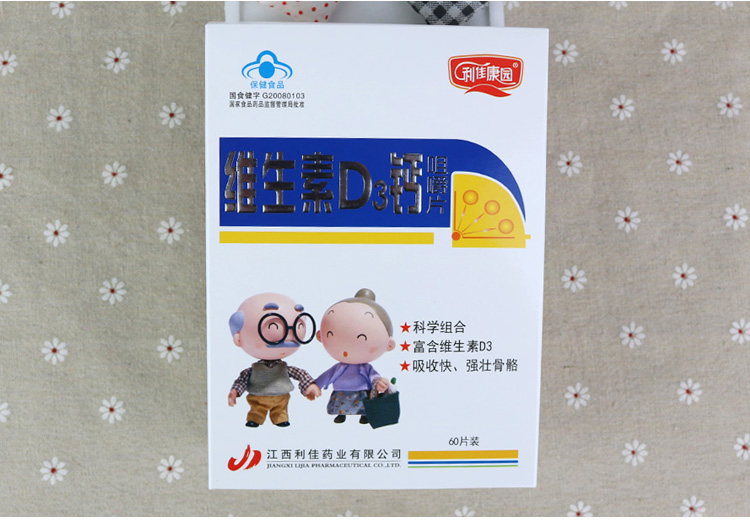 保健食品
国食健字 G20080103
国家食品药品监督管理局批准
利佳康园®
维生素D3钙咀嚼片
★科学组合
★富含维生素D3
★吸收快、强壮骨骼
60片装
江西利佳药业有限公司
JIANGXI LIJIA PHARMACEUTICAL CO.,LTD.